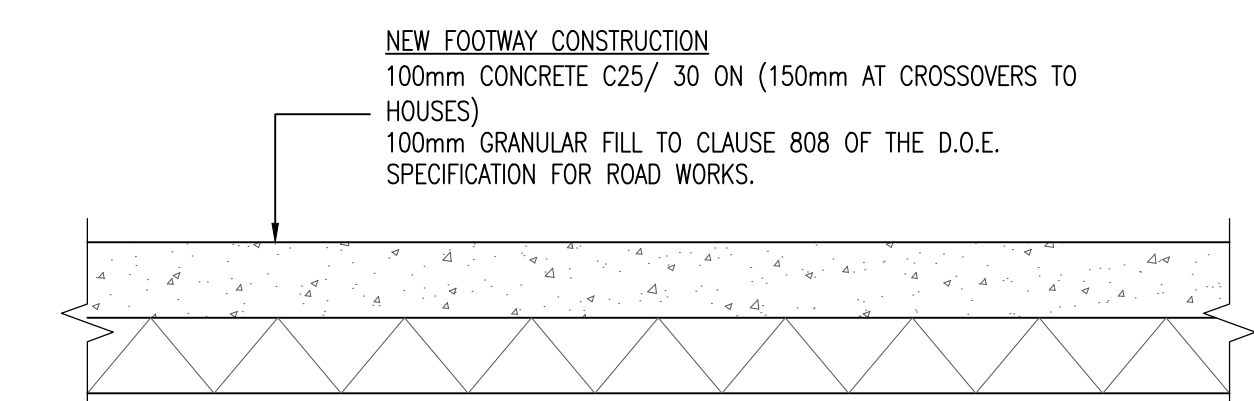 NEW FOOTWAY CONSTRUCTION
100mm CONCRETE C25/ 30 ON (150mm AT CROSSOVERS TO
HOUSES)
100mm GRANULAR FILL TO CLAUSE 808 OF THE D.O.E.
SPECIFICATION FOR ROAD WORKS.